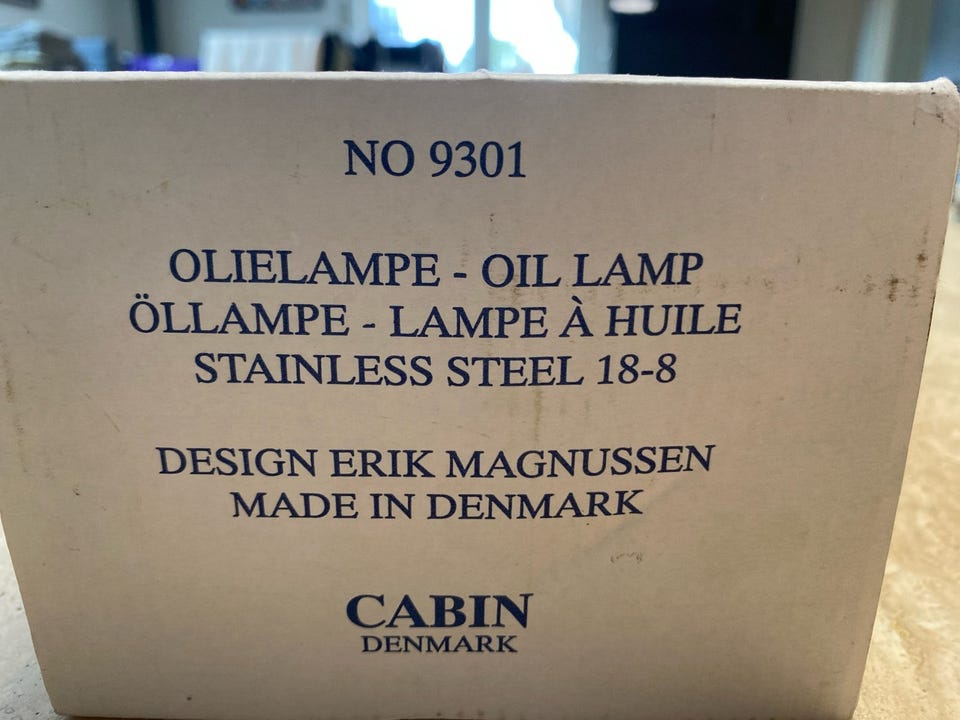 NO 9301
OLIELAMPE - OIL LAMP
ÖLLAMPE - LAMPE À HUILE
STAINLESS STEEL 18-8
DESIGN ERIK MAGNUSSEN
MADE IN DENMARK
CABIN
DENMARK